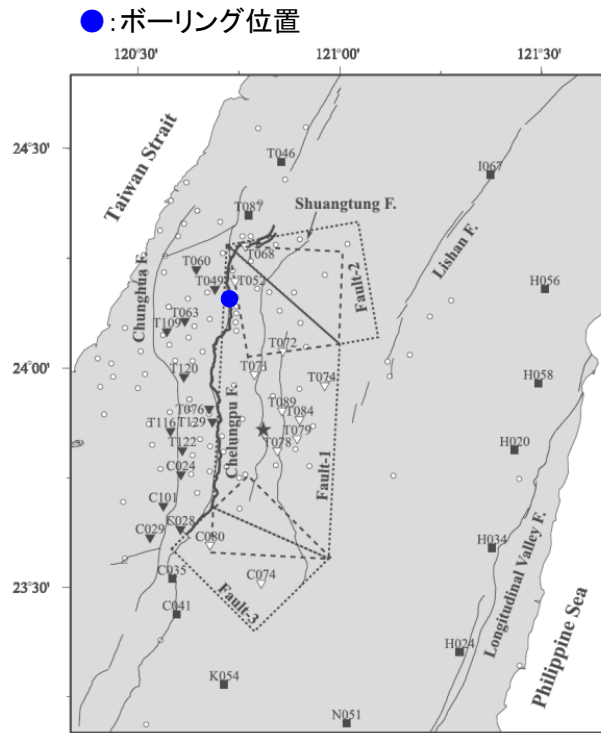 ●:ボーリング位置
120°30' 121°00' 121°30'
24°30'
24°00'
23°30'
Taiwan Strait
Philippine Sea
Chunghua F.
Chelungpu F.
Shuangtung F.
Lishan F.
Longitudinal Valley F.
Fault-1
Fault-2
Fault-3
T046
I067
T087
T068
T060
T049
T052
H056
T063
T109
T072
T073
T074
H058
T120
T076
T089
T084
T129
T116
T079
T078
T122
H020
C024
C101
C028
C029
C080
H034
C035
C074
C041
H024
K054
N051